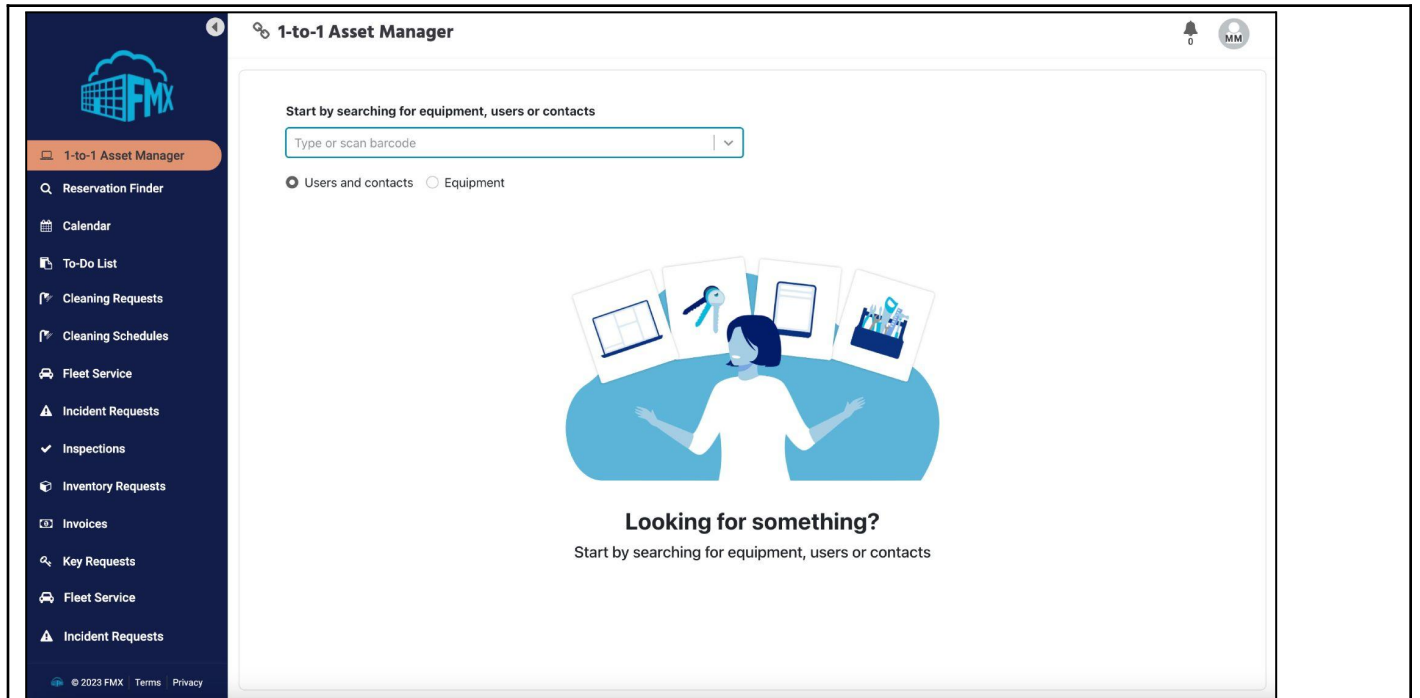 1-to-1 Asset Manager
0
MM
FMX
1-to-1 Asset Manager
Reservation Finder
Calendar
To-Do List
Cleaning Requests
Cleaning Schedules
Fleet Service
Incident Requests
Inspections
Inventory Requests
Invoices
Key Requests
Fleet Service
Incident Requests
© 2023 FMX | Terms | Privacy
Start by searching for equipment, users or contacts
Type or scan barcode
Users and contacts Equipment
Looking for something?
Start by searching for equipment, users or contacts